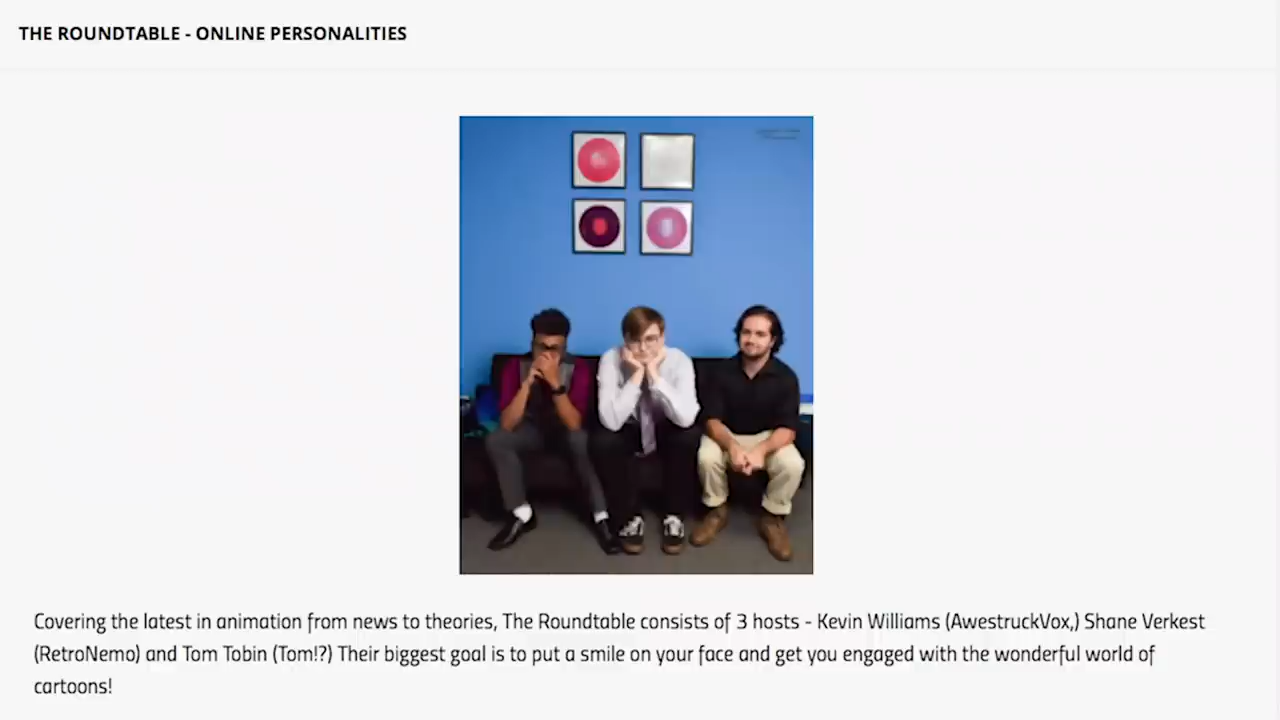 THE ROUNDTABLE - ONLINE PERSONALITIES
Covering the latest in animation from news to theories, The Roundtable consists of 3 hosts - Kevin Williams (AwestruckVox,) Shane Verkest
(RetroNemo) and Tom Tobin (Tom!?) Their biggest goal is to put a smile on your face and get you engaged with the wonderful world of
cartoons!